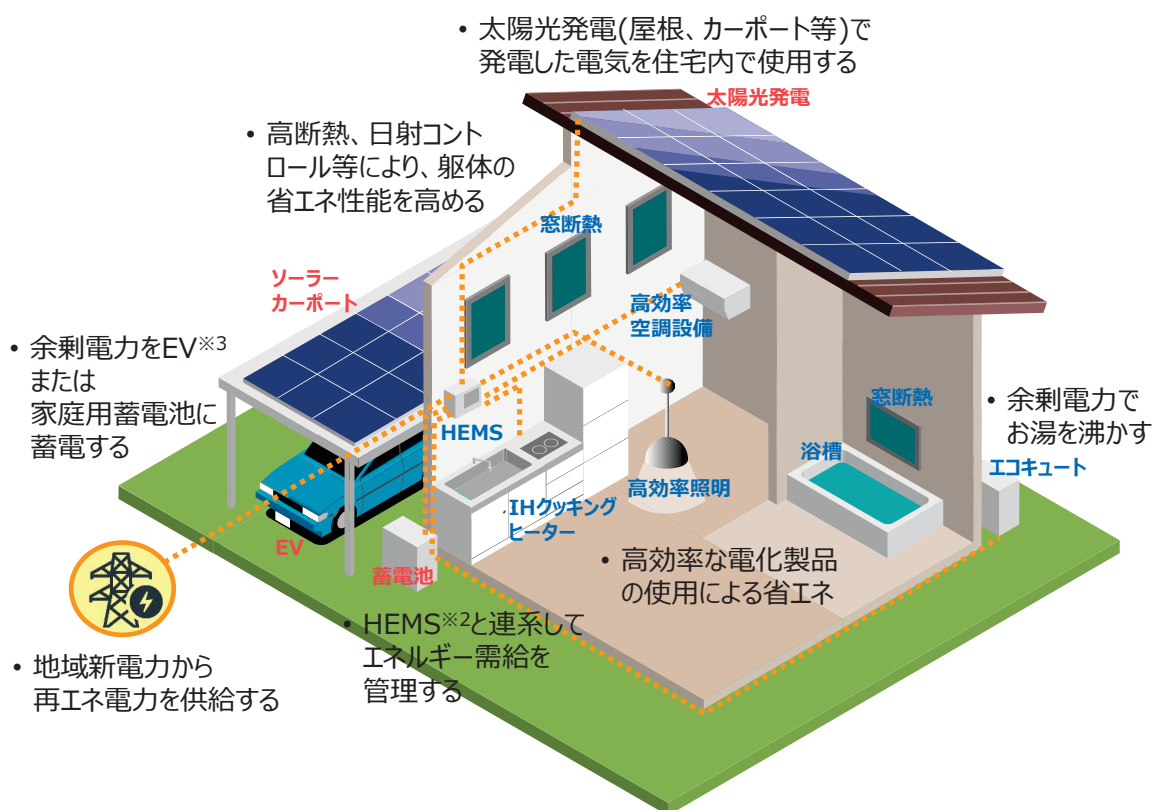 • 太陽光発電(屋根、カーポート等)で
発電した電気を住宅内で使用する
太陽光発電
• 高断熱、日射コント
ロール等により、躯体の
省エネ性能を高める
窓断熱
ソーラー
カーポート
高効率
空調設備
• 余剰電力をEV※3
または
家庭用蓄電池に
蓄電する
HEMS
窓断熱
• 余剰電力で
お湯を沸かす
エコキュート
浴槽
高効率照明
IHクッキング
ヒーター
EV
蓄電池
• 高効率な電化製品
の使用による省エネ
• HEMS※2と連系して
エネルギー需給を
管理する
• 地域新電力から
再エネ電力を供給する